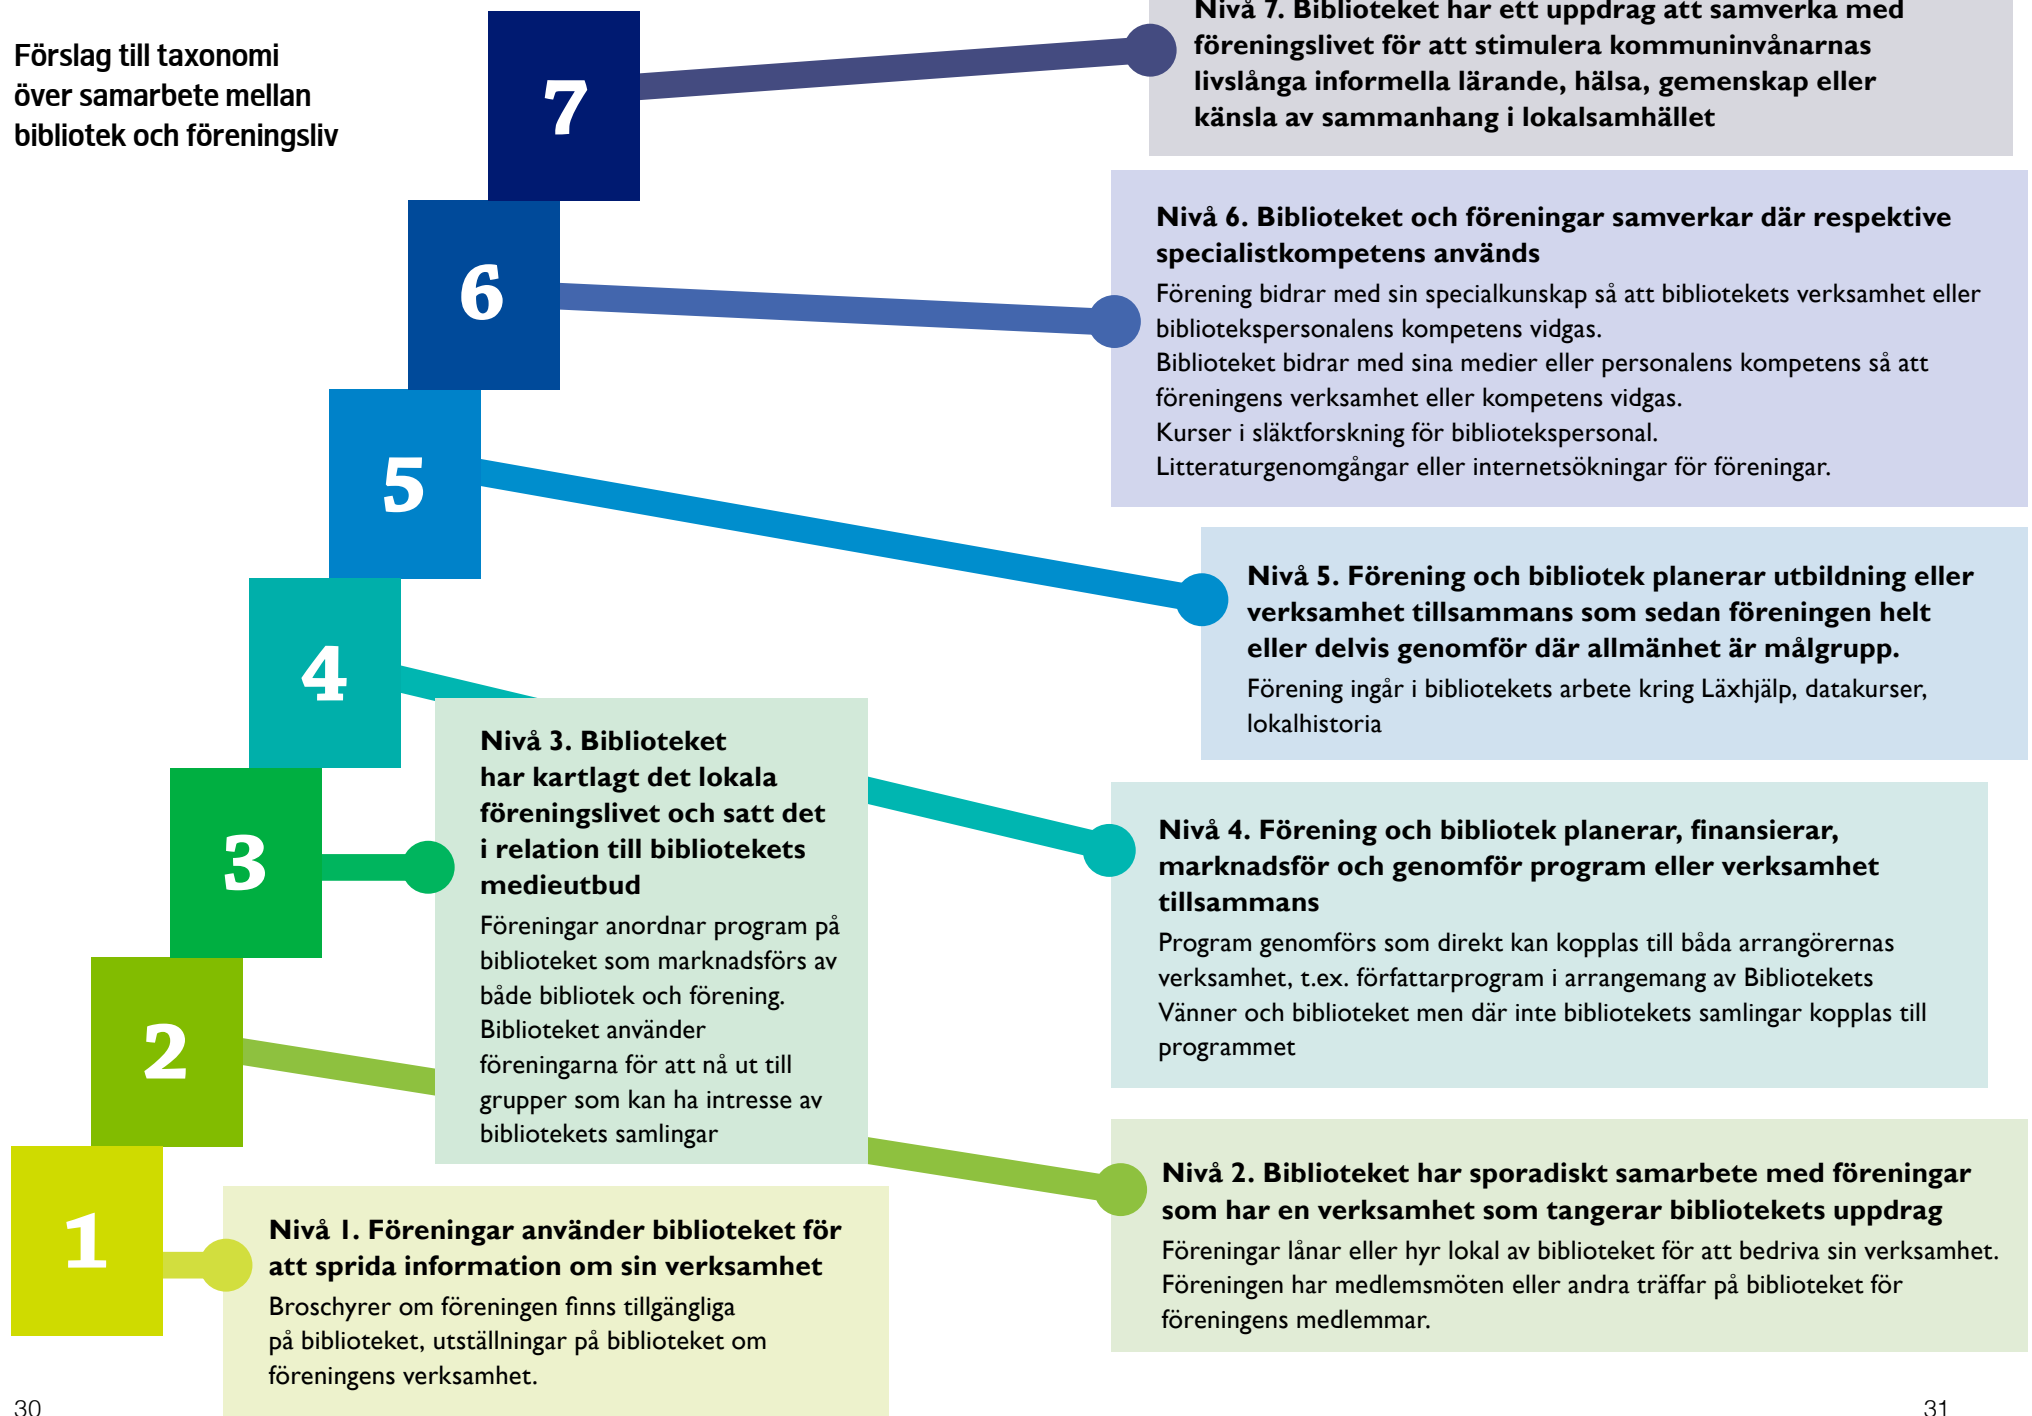 Förslag till taxonomi
över samarbete mellan
bibliotek och föreningsliv
7
Nivå 7. Biblioteket har ett uppdrag att samverka med
föreningslivet för att stimulera kommuninvånarnas
livslånga informella lärande, hälsa, gemenskap eller
känsla av sammanhang i lokalsamhället
6
Nivå 6. Biblioteket och föreningar samverkar där respektive
specialistkompetens används
Förening bidrar med sin specialkunskap så att bibliotekets verksamhet eller
bibliotekspersonalens kompetens vidgas.
Biblioteket bidrar med sina medier eller personalens kompetens så att
föreningens verksamhet eller kompetens vidgas.
Kurser i släktforskning för bibliotekspersonal.
Litteraturgenomgångar eller internetsökningar för föreningar.
5
Nivå 5. Förening och bibliotek planerar utbildning eller
verksamhet tillsammans som sedan föreningen helt
eller delvis genomför där allmänhet är målgrupp.
Förening ingår i bibliotekets arbete kring Läxhjälp, datakurser,
lokalhistoria
4
Nivå 4. Förening och bibliotek planerar, finansierar,
marknadsför och genomför program eller verksamhet
tillsammans
Program genomförs som direkt kan kopplas till båda arrangörernas
verksamhet, t.ex. författarprogram i arrangemang av Bibliotekets
Vänner och biblioteket men där inte bibliotekets samlingar kopplas till
programmet
3
Nivå 3. Biblioteket
har kartlagt det lokala
föreningslivet och satt det
i relation till bibliotekets
medieutbud
Föreningar anordnar program på
biblioteket som marknadsförs av
både bibliotek och förening.
Biblioteket använder
föreningarna för att nå ut till
grupper som kan ha intresse av
bibliotekets samlingar
2
Nivå 2. Biblioteket har sporadiskt samarbete med föreningar
som har en verksamhet som tangerar bibliotekets uppdrag
Föreningar lånar eller hyr lokal av biblioteket för att bedriva sin verksamhet.
Föreningen har medlemsmöten eller andra träffar på biblioteket för
föreningens medlemmar.
1
Nivå 1. Föreningar använder biblioteket för
att sprida information om sin verksamhet
Broschyrer om föreningen finns tillgängliga
på biblioteket, utställningar på biblioteket om
föreningens verksamhet.
30
31